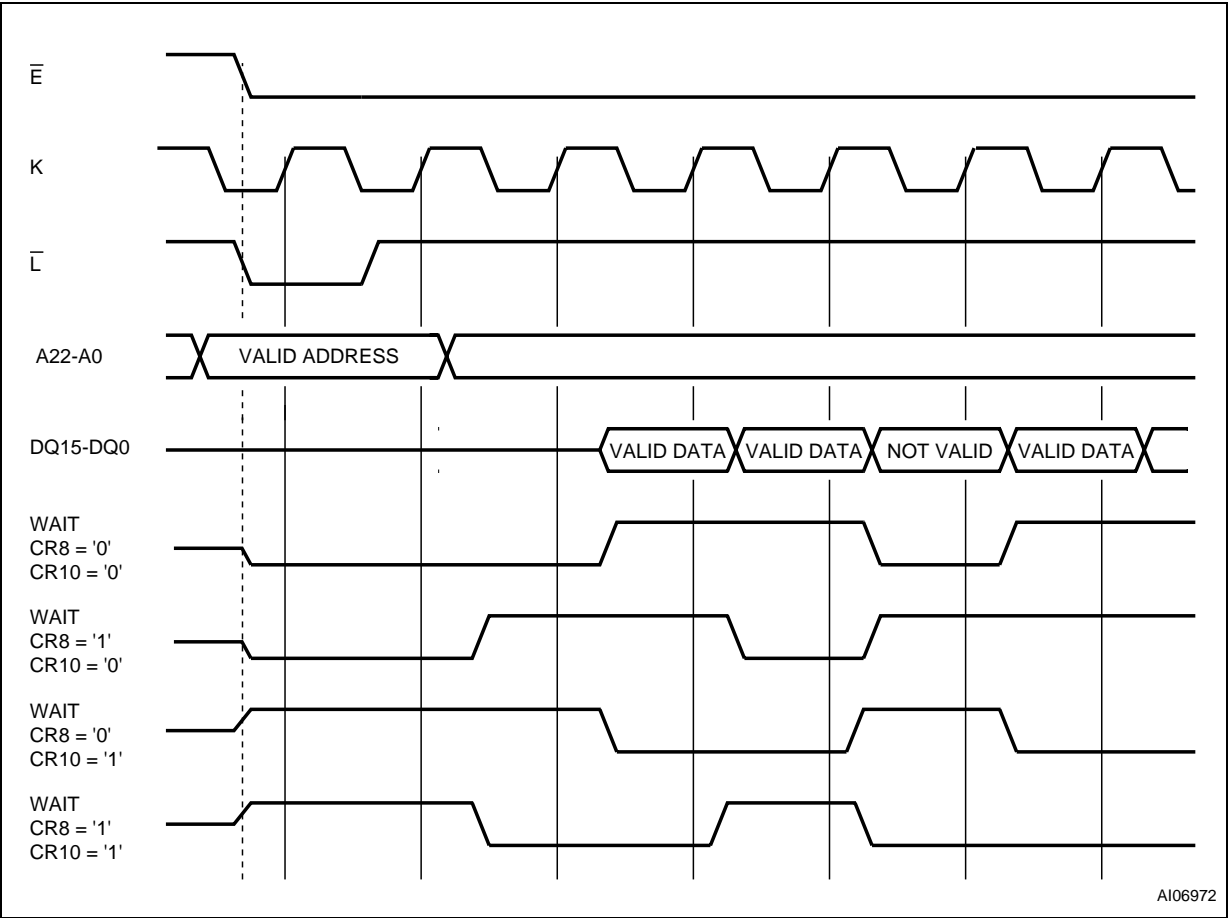 E̅
K
L̅
A22-A0
VALID ADDRESS
DQ15-DQ0
VALID DATA VALID DATA NOT VALID VALID DATA
WAIT
CR8 = '0'
CR10 = '0'
WAIT
CR8 = '1'
CR10 = '0'
WAIT
CR8 = '0'
CR10 = '1'
WAIT
CR8 = '1'
CR10 = '1'
AI06972